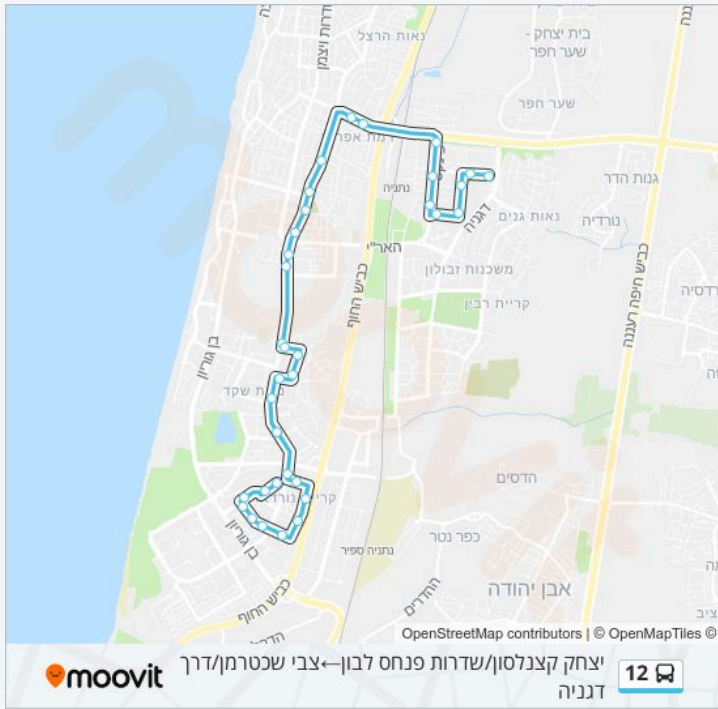 נאות הרצל
בית יצחק -
שער חפר
שדרות ויצמן
שער חפר
גנות הדר
נתניה
דגניה
נאות גנים
נורדיה
האר"י
משכנות זבולון
קריית רבין
כביש החוף
כביש חיפה רעננה
בן גוריון
הדסים
בן גוריון
נתניה ספיר
כפר נטר
אבן יהודה
ההדרים
כביש החוף
OpenStreetMap contributors | © OpenMapTiles ©
moovit
יצחק קצנלסון/שדרות פנחס לבון←צבי שכטרמן/דרך
דגניה
12